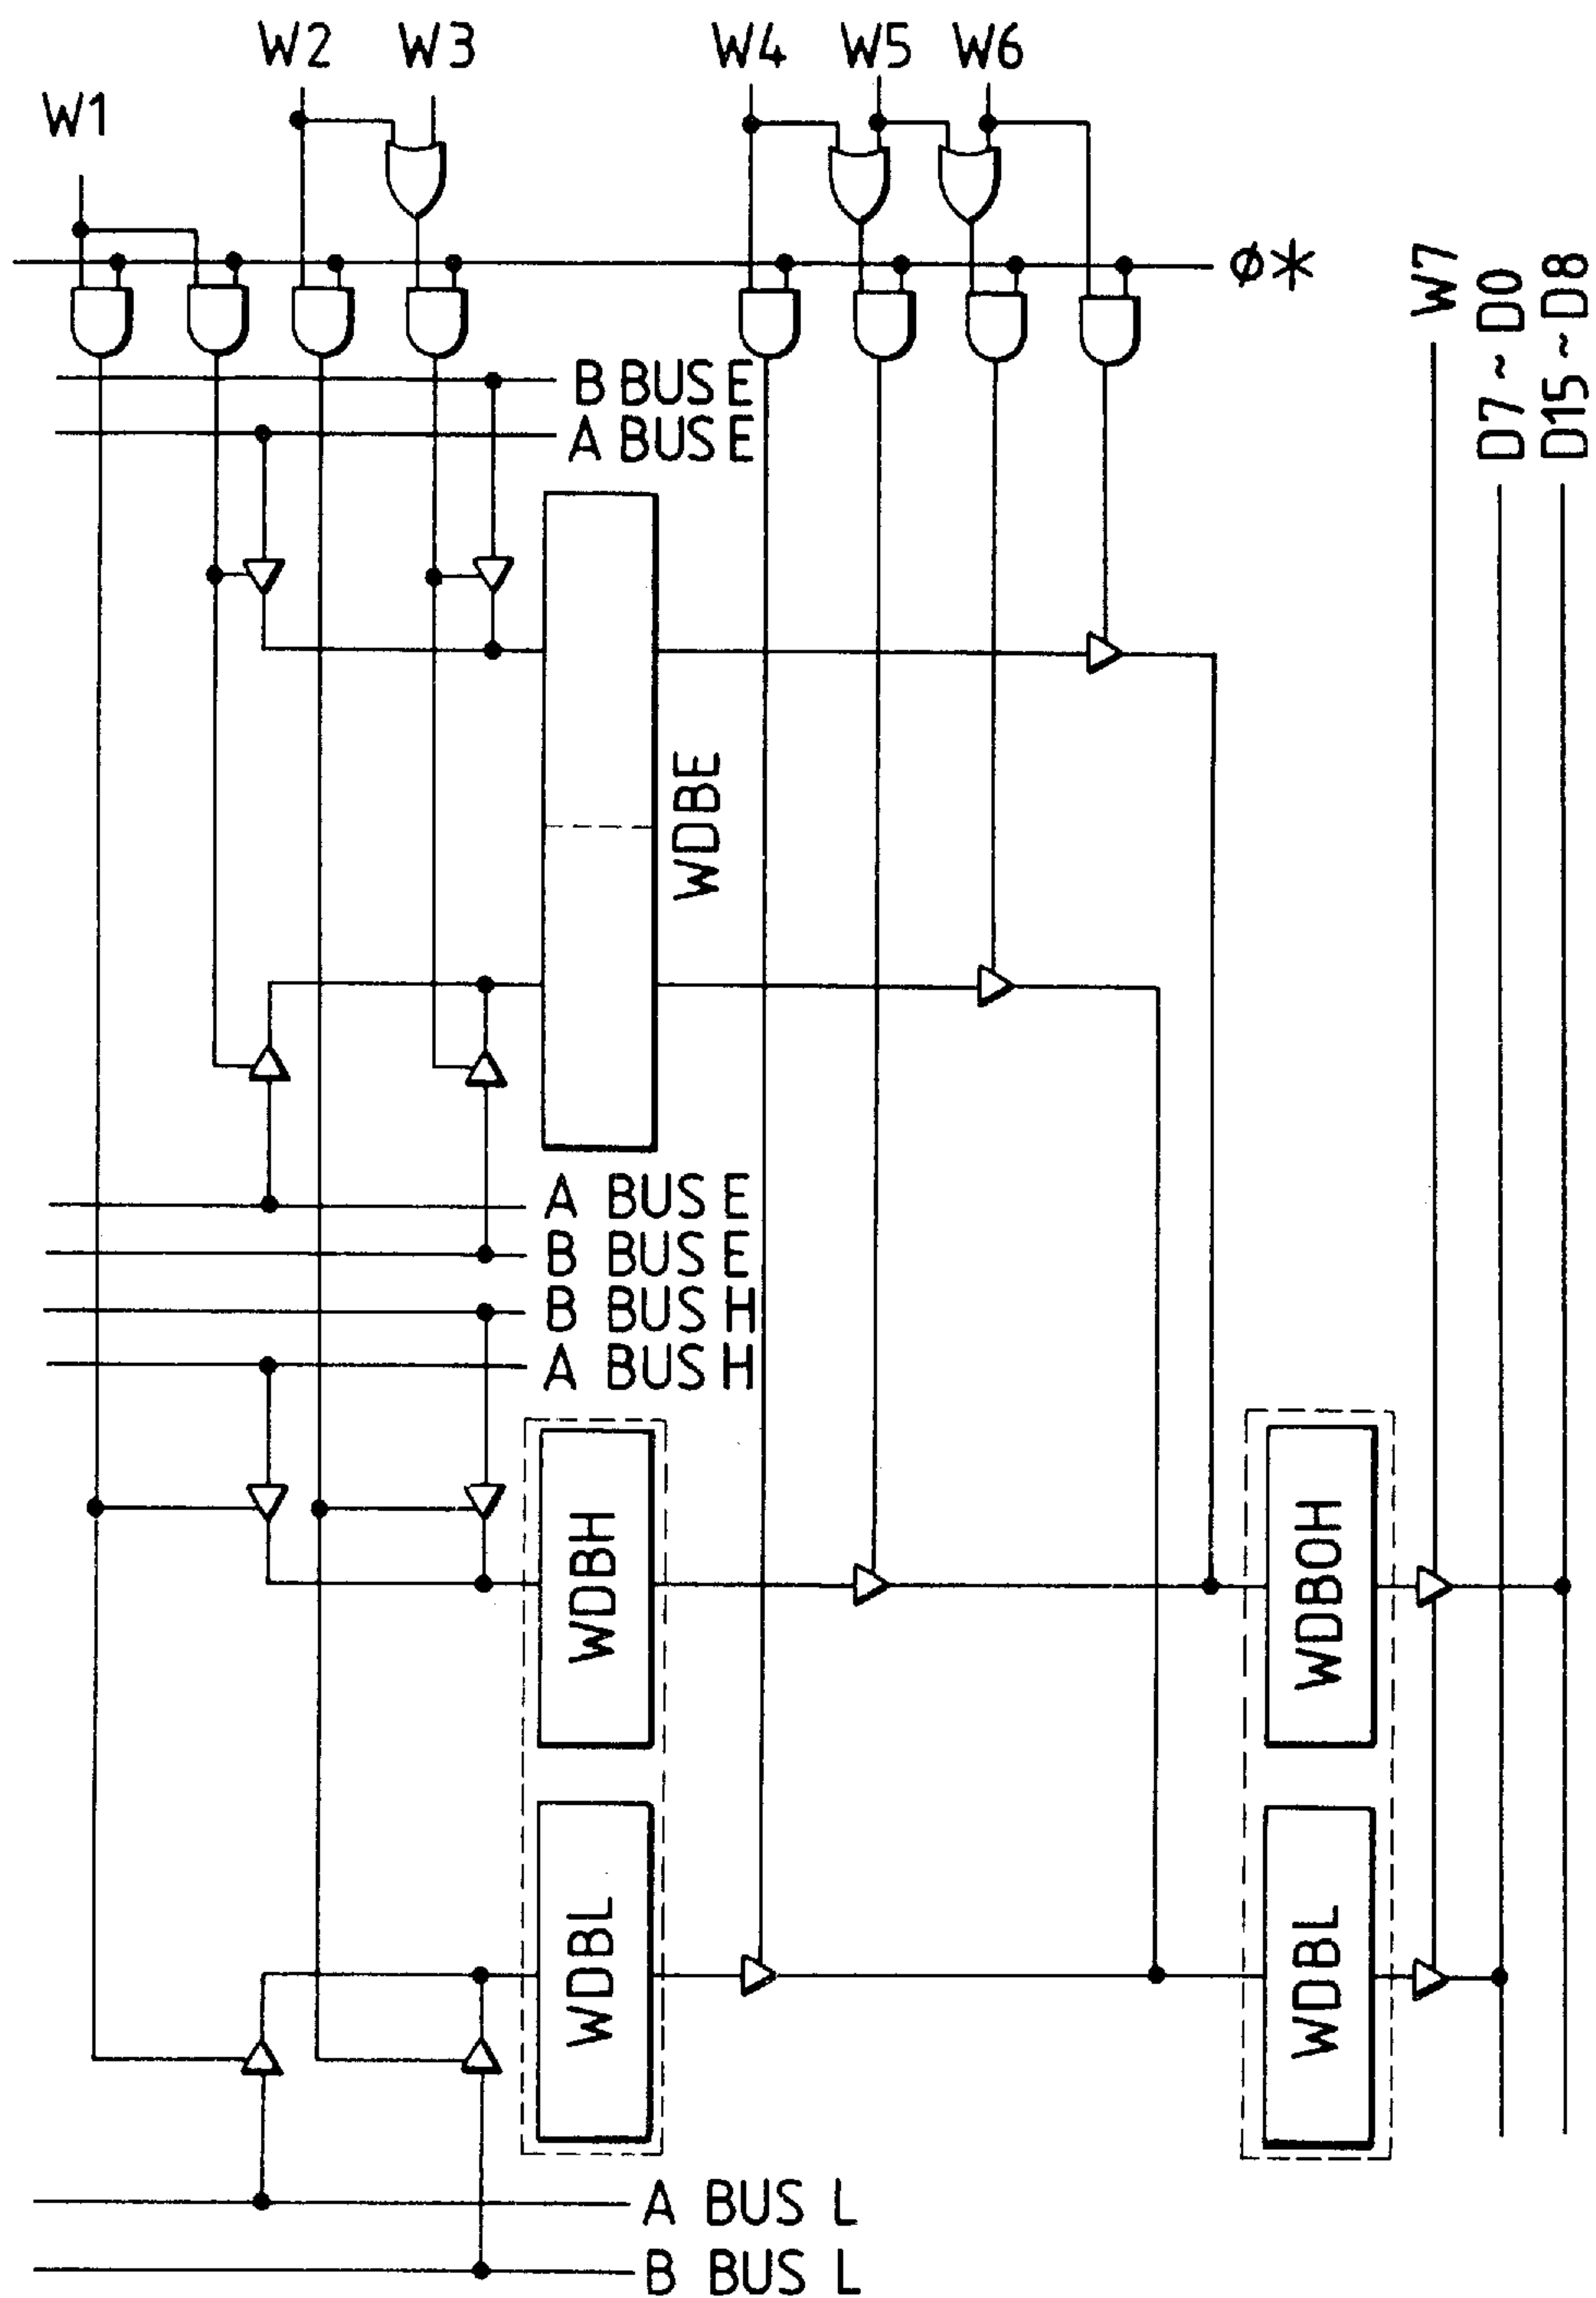 W1
W2
W3
W4
W5
W6
φ*
W7
D7~D0
D15~D8
B BUS E
A BUS E
WDBE
A BUS E
B BUS E
B BUS H
A BUS H
WDBH
WDBOH
WDBL
WDBL
A BUS L
B BUS L